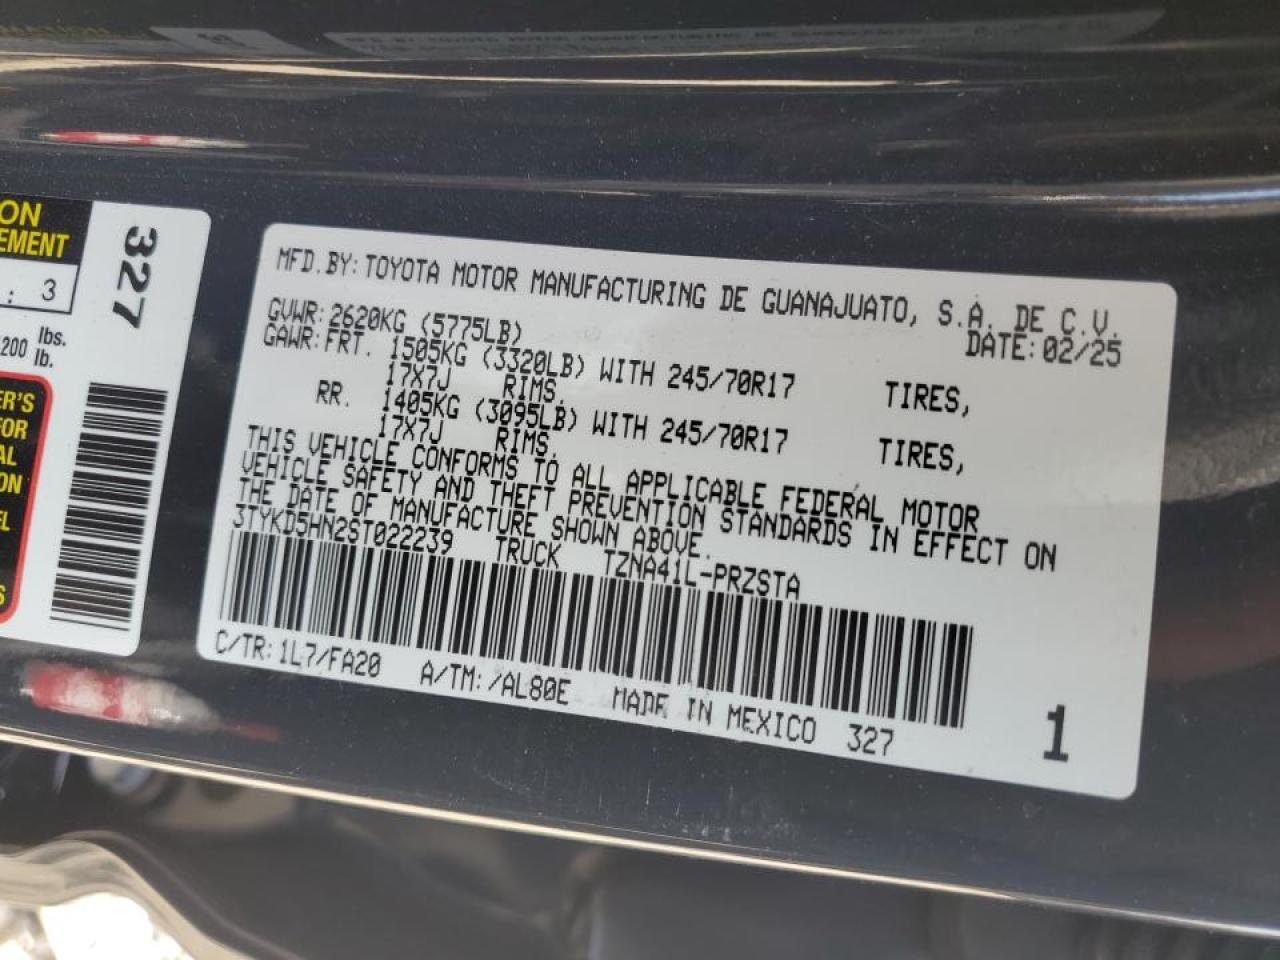 ON
EMENT
: 3
200 lbs.
lb.
ER'S
FOR
AL
ON
EL
S
327
MFD.BY:TOYOTA MOTOR MANUFACTURING DE GUANAJUATO, S.A. DE C.V.
GVWR:2620KG (5775LB) DATE:02/25
GAWR:FRT. 1505KG (3320LB) WITH 245/70R17 TIRES,
17X7J RIMS,
RR. 1405KG (3095LB) WITH 245/70R17 TIRES,
17X7J RIMS.
THIS VEHICLE CONFORMS TO ALL APPLICABLE FEDERAL MOTOR
VEHICLE SAFETY AND THEFT PREVENTION STANDARDS IN EFFECT ON
THE DATE OF MANUFACTURE SHOWN ABOVE.
3TYKD5HN2ST022239 TRUCK TZNA41L-PRZSTA
C/TR:1L7/FA20 A/TM:/AL80E MADE IN MEXICO 327
1